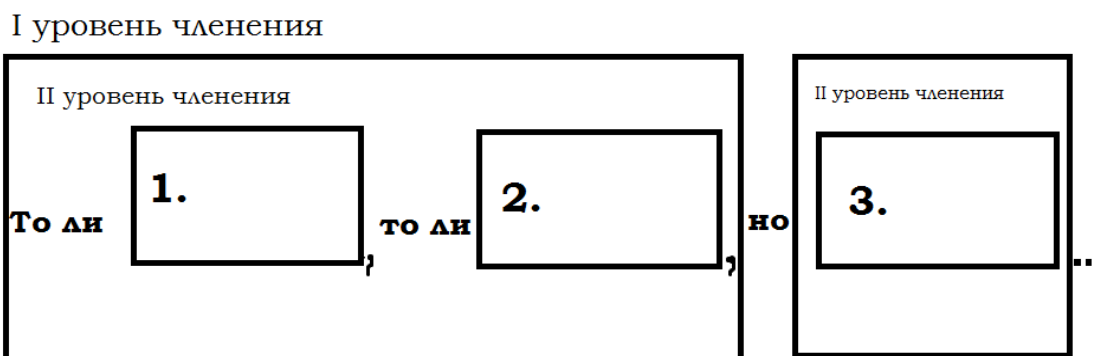 I уровень членения
II уровень членения
II уровень членения
То ли 1. , то ли 2. , но 3. ..